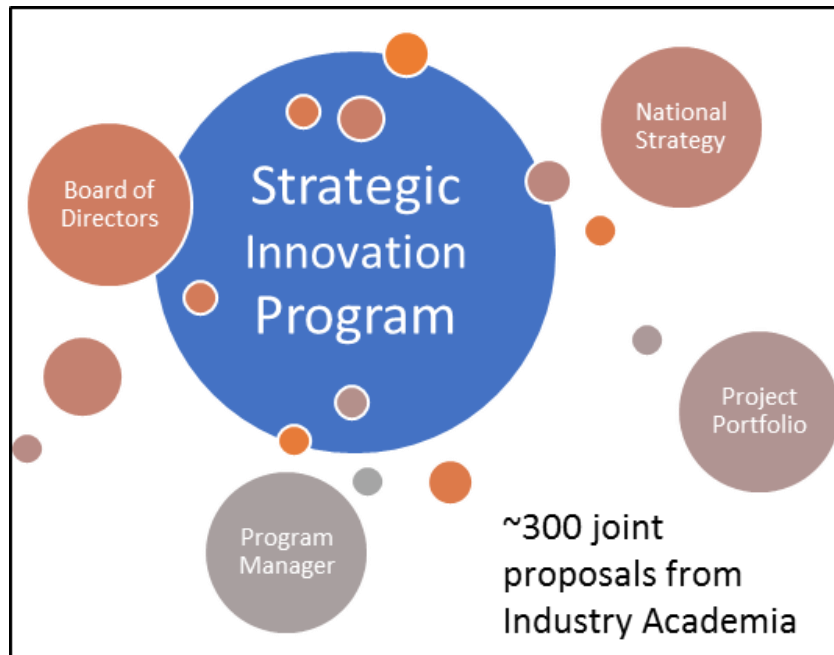 Strategic
Innovation
Program
Board of
Directors
National
Strategy
Project
Portfolio
Program
Manager
~300 joint
proposals from
Industry Academia